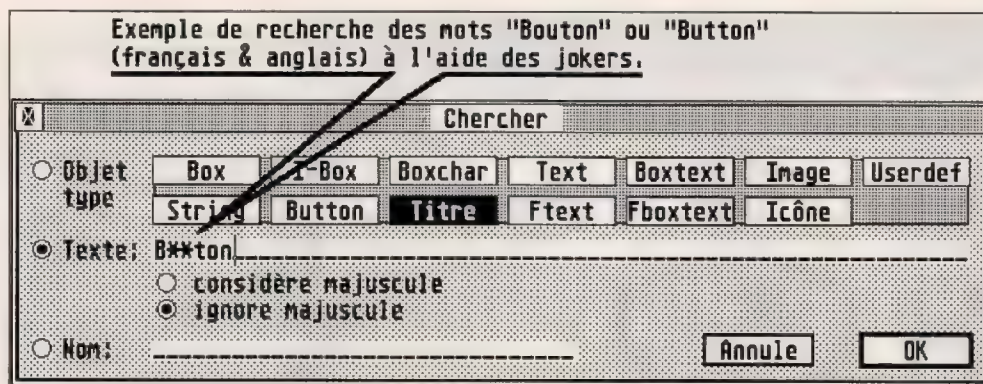 Exemple de recherche des mots "Bouton" ou "Button"
(français & anglais) à l'aide des jokers.
Chercher
Objet type
Box I-Box Boxchar Text Boxtext Image Userdef
String Button Titre Ftext Fboxtext Icône
Texte: B**ton
considère majuscule
ignore majuscule
Nom:
Annule OK